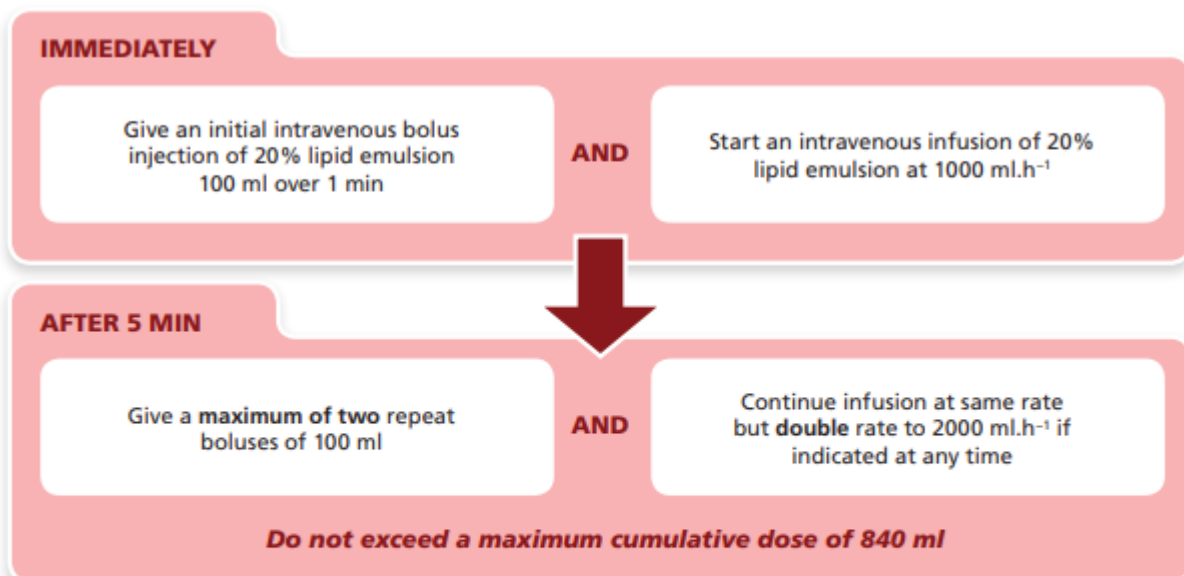 IMMEDIATELY
Give an initial intravenous bolus
injection of 20% lipid emulsion
100 ml over 1 min
AND
Start an intravenous infusion of 20%
lipid emulsion at 1000 ml.h⁻¹
AFTER 5 MIN
Give a maximum of two repeat
boluses of 100 ml
AND
Continue infusion at same rate
but double rate to 2000 ml.h⁻¹ if
indicated at any time
Do not exceed a maximum cumulative dose of 840 ml